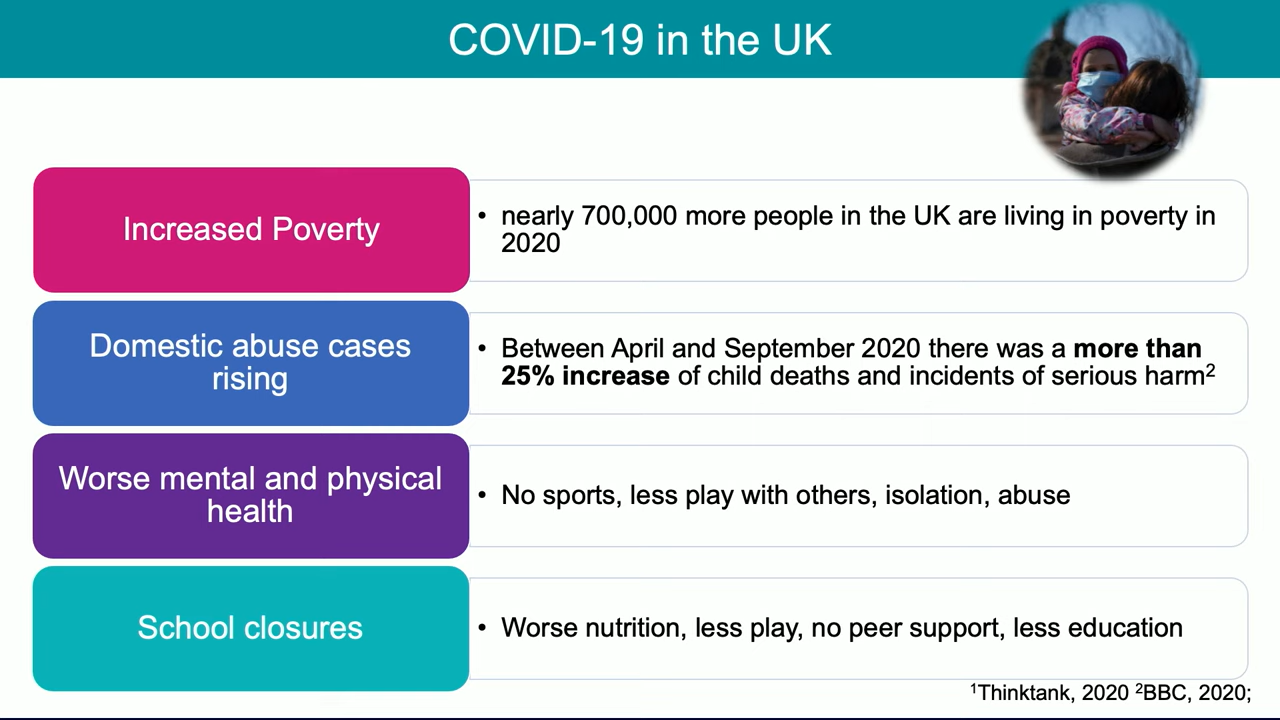 COVID-19 in the UK
Increased Poverty
• nearly 700,000 more people in the UK are living in poverty in
2020
Domestic abuse cases
rising
• Between April and September 2020 there was a more than
25% increase of child deaths and incidents of serious harm²
Worse mental and physical
health
• No sports, less play with others, isolation, abuse
School closures
• Worse nutrition, less play, no peer support, less education
¹Thinktank, 2020 ²BBC, 2020;